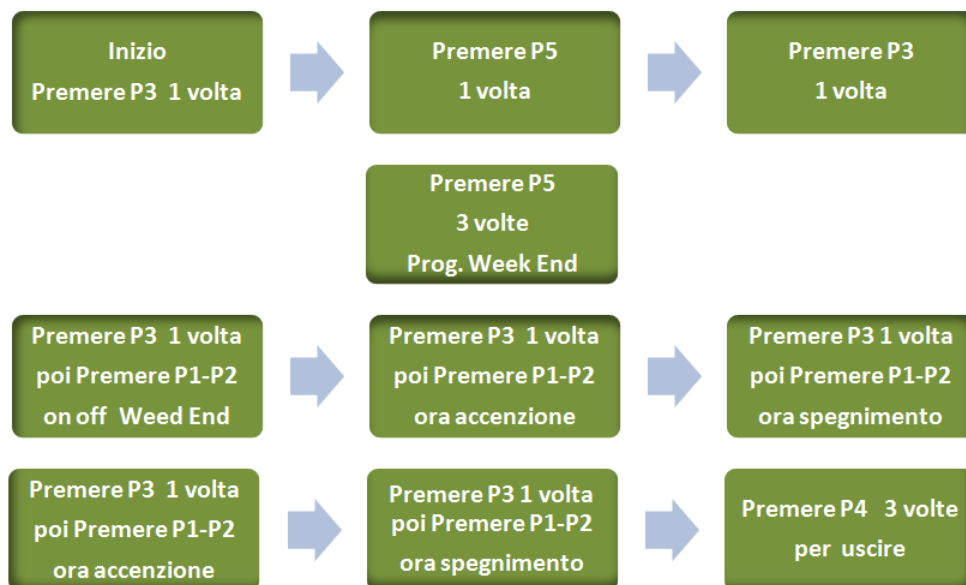 Inizio
Premere P3 1 volta
Premere P5
1 volta
Premere P3
1 volta
Premere P5
3 volte
Prog. Week End
Premere P3 1 volta
poi Premere P1-P2
on off Weed End
Premere P3 1 volta
poi Premere P1-P2
ora accenzione
Premere P3 1 volta
poi Premere P1-P2
ora spegnimento
Premere P3 1 volta
poi Premere P1-P2
ora accenzione
Premere P3 1 volta
poi Premere P1-P2
ora spegnimento
Premere P4 3 volte
per uscire